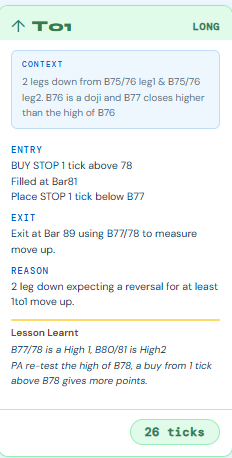 ↑ T01 LONG
CONTEXT
2 legs down from B75/76 leg1 & B75/76
leg2. B76 is a doji and B77 closes higher
than the high of B76
ENTRY
BUY STOP 1 tick above 78
Filled at Bar81
Place STOP 1 tick below B77
EXIT
Exit at Bar 89 using B77/78 to measure
move up.
REASON
2 leg down expecting a reversal for at least
1to1 move up.
Lesson Learnt
B77/78 is a High 1, B80/81 is High2
PA re-test the high of B78, a buy from 1 tick
above B78 gives more points.
26 ticks